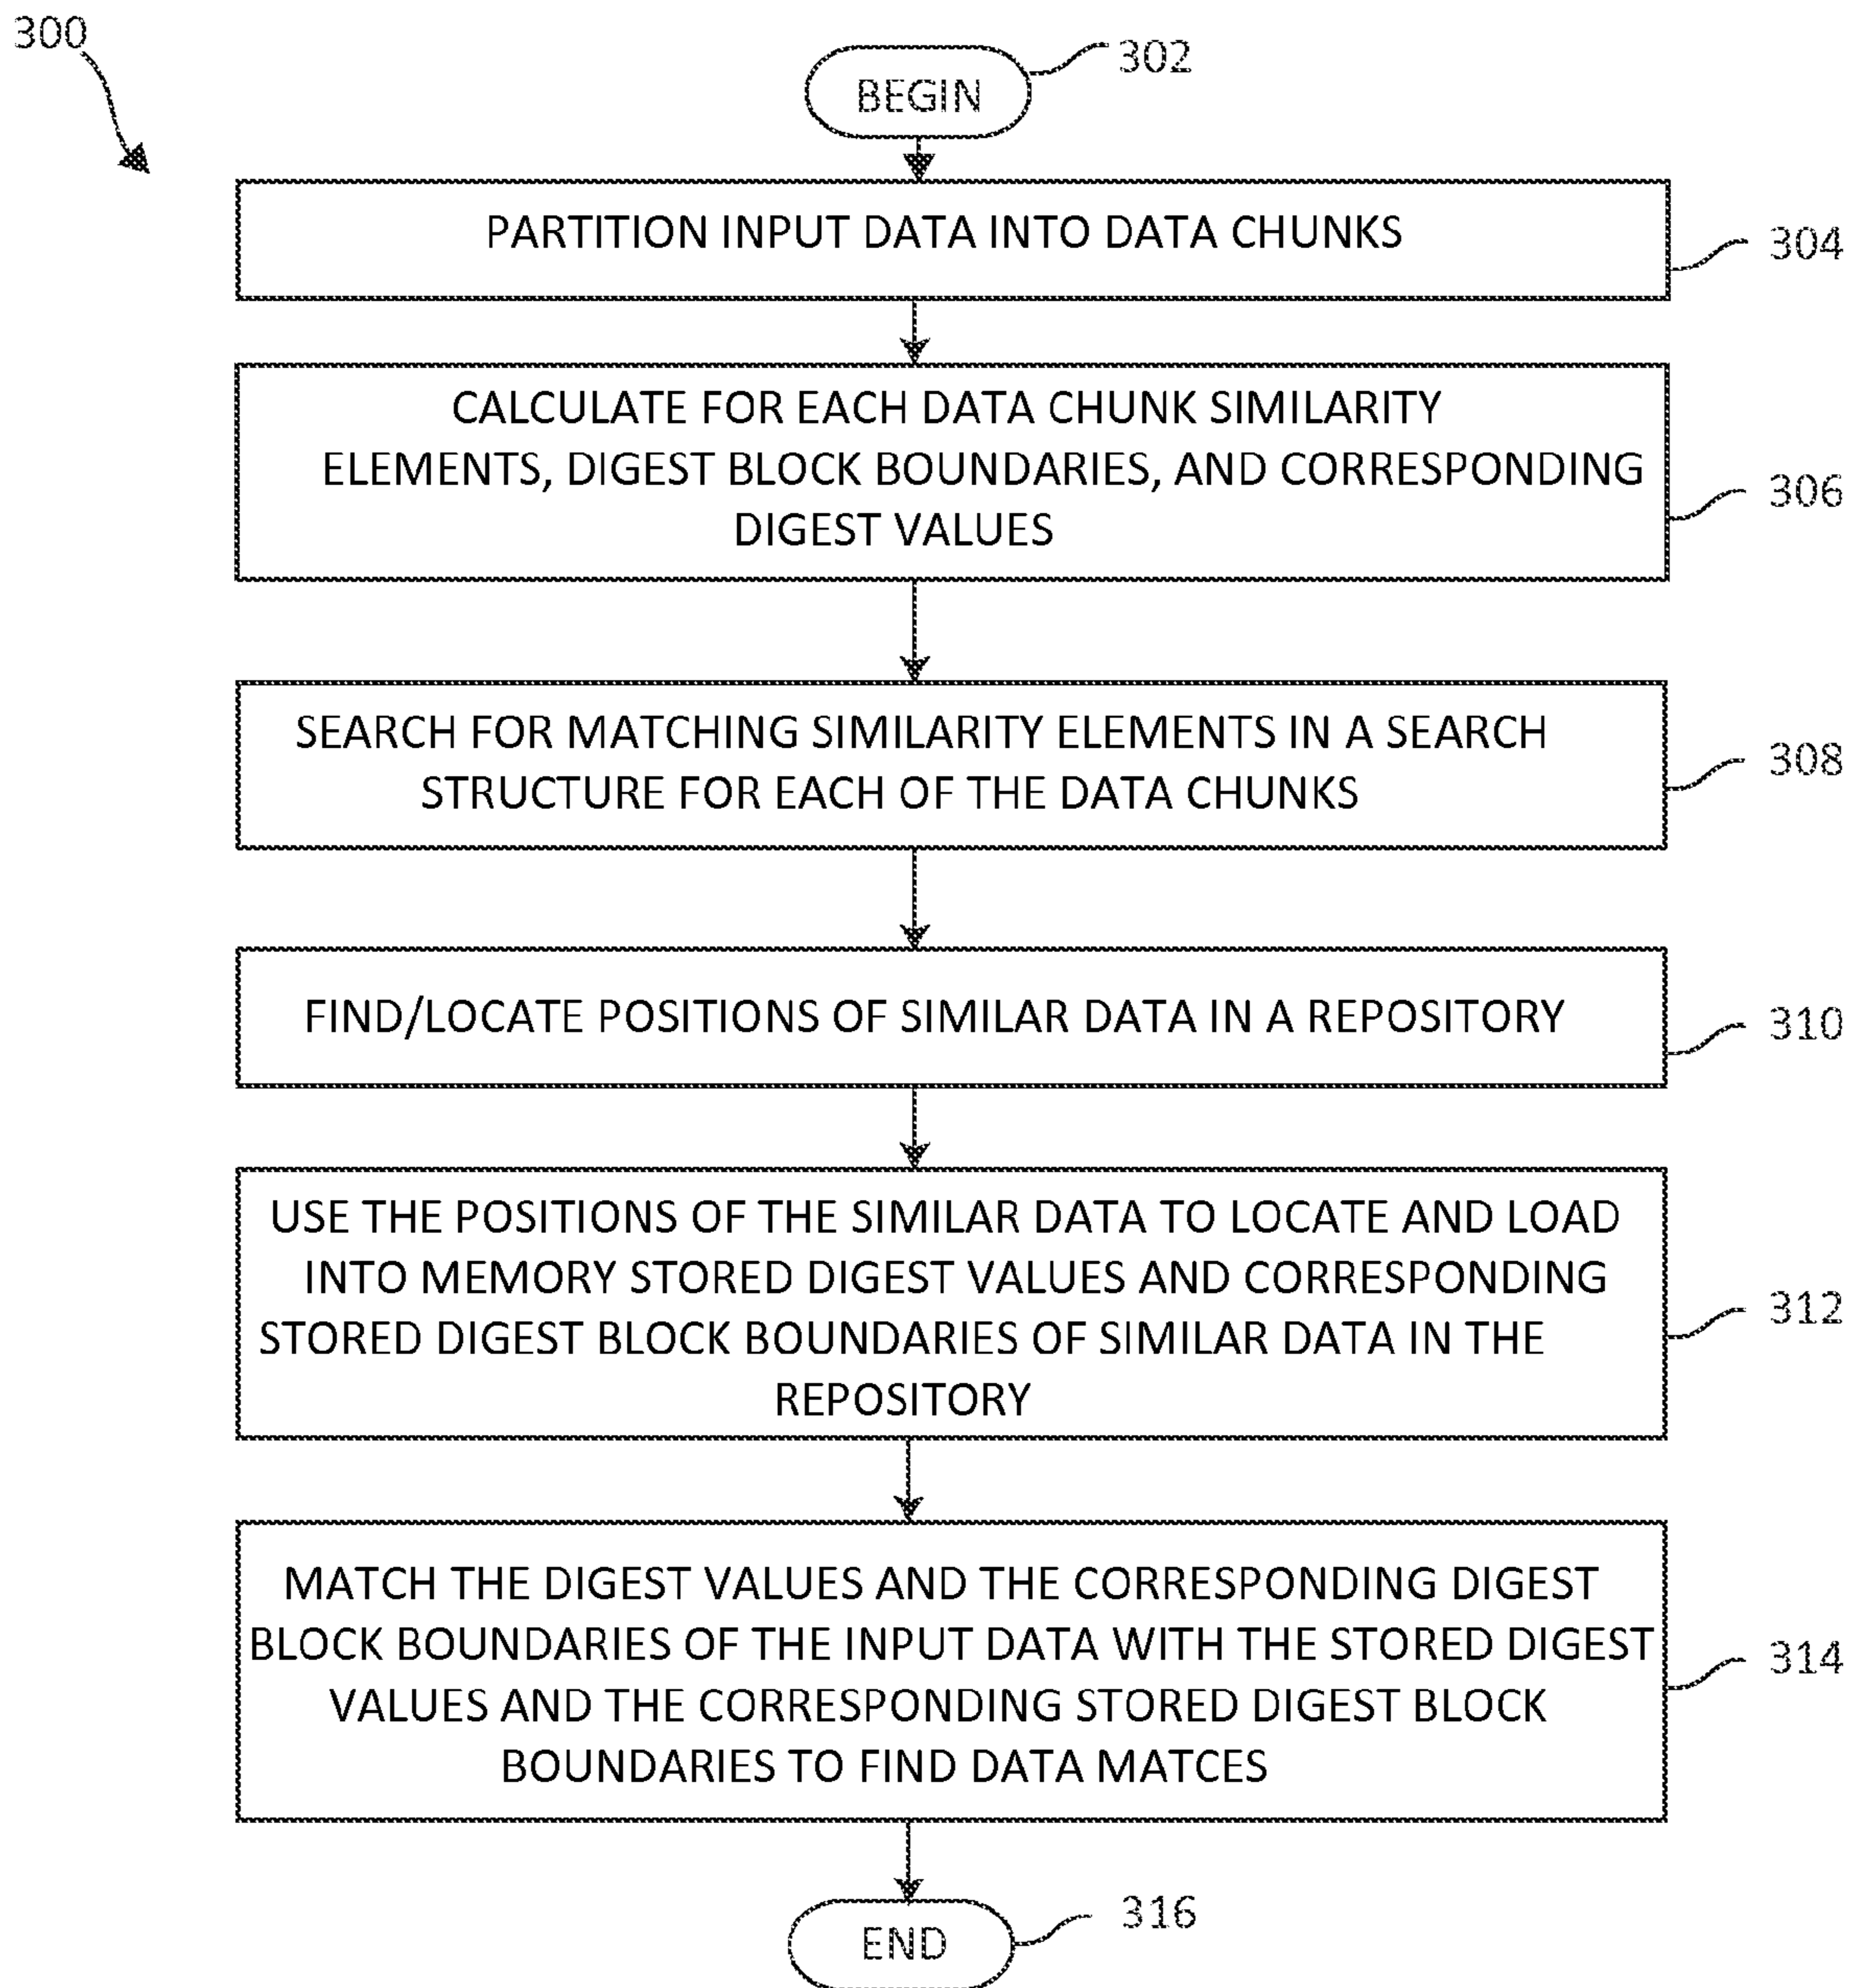 300
302
BEGIN
PARTITION INPUT DATA INTO DATA CHUNKS
304
CALCULATE FOR EACH DATA CHUNK SIMILARITY
ELEMENTS, DIGEST BLOCK BOUNDARIES, AND CORRESPONDING
DIGEST VALUES
306
SEARCH FOR MATCHING SIMILARITY ELEMENTS IN A SEARCH
STRUCTURE FOR EACH OF THE DATA CHUNKS
308
FIND/LOCATE POSITIONS OF SIMILAR DATA IN A REPOSITORY
310
USE THE POSITIONS OF THE SIMILAR DATA TO LOCATE AND LOAD
INTO MEMORY STORED DIGEST VALUES AND CORRESPONDING
STORED DIGEST BLOCK BOUNDARIES OF SIMILAR DATA IN THE
REPOSITORY
312
MATCH THE DIGEST VALUES AND THE CORRESPONDING DIGEST
BLOCK BOUNDARIES OF THE INPUT DATA WITH THE STORED DIGEST
VALUES AND THE CORRESPONDING STORED DIGEST BLOCK
BOUNDARIES TO FIND DATA MATCES
314
END
316